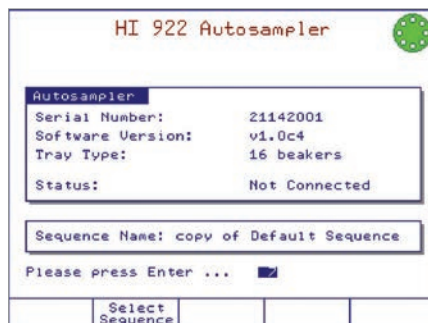 HI 922 Autosampler
Autosampler
Serial Number: 21142001
Software Version: v1.0c4
Tray Type: 16 beakers
Status: Not Connected
Sequence Name: copy of Default Sequence
Please press Enter ...
Select
Sequence